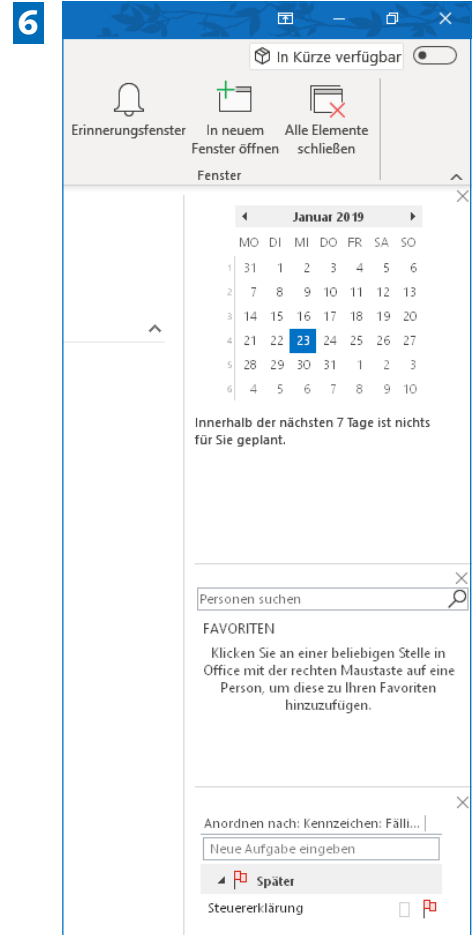 6
In Kürze verfügbar
Erinnerungsfenster
In neuem
Fenster öffnen
Alle Elemente
schließen
Fenster
Januar 2019
MO DI MI DO FR SA SO
1 31 1 2 3 4 5 6
2 7 8 9 10 11 12 13
3 14 15 16 17 18 19 20
4 21 22 23 24 25 26 27
5 28 29 30 31 1 2 3
6 4 5 6 7 8 9 10
Innerhalb der nächsten 7 Tage ist nichts
für Sie geplant.
Personen suchen
FAVORITEN
Klicken Sie an einer beliebigen Stelle in
Office mit der rechten Maustaste auf eine
Person, um diese zu Ihren Favoriten
hinzuzufügen.
Anordnen nach: Kennzeichen: Fälli...
Neue Aufgabe eingeben
Später
Steuererklärung